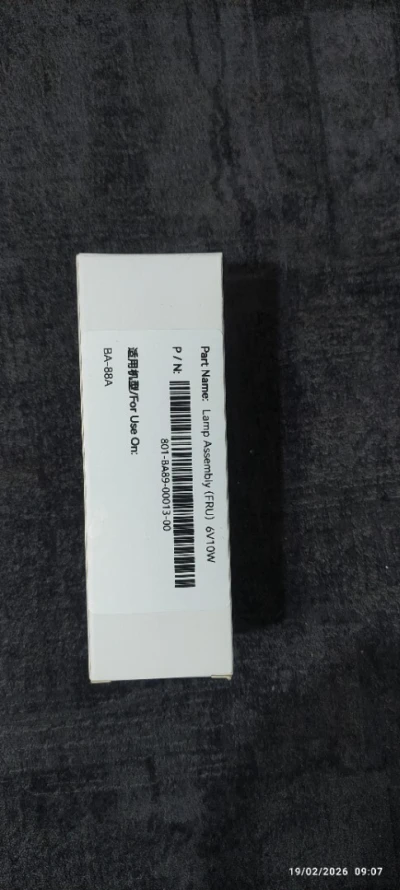 Part Name: Lamp Assembly (FRU) 6V10W
P / N:
801-BA89-00013-00
适用机型/For Use On:
BA-88A
19/02/2026 09:07